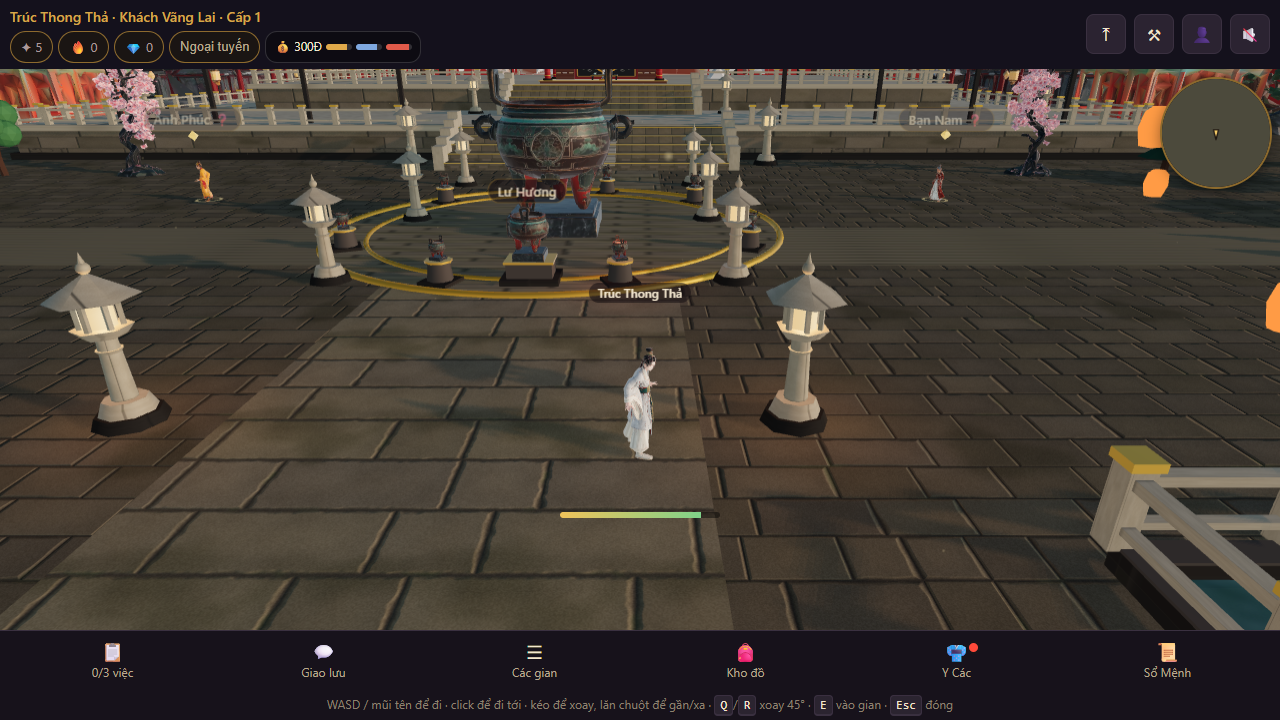 Trúc Thong Thả · Khách Vãng Lai · Cấp 1
5
0
0
Ngoại tuyến
300Đ
Ánh Phúc ❓
Bạn Nam ❓
Lư Hương
Trúc Thong Thả
0/3 việc
Giao lưu
Các gian
Kho đồ
Y Các
Sổ Mệnh
WASD / mũi tên để đi · click để đi tới · kéo để xoay, lăn chuột để gần/xa · Q/R xoay 45° · E vào gian · Esc đóng